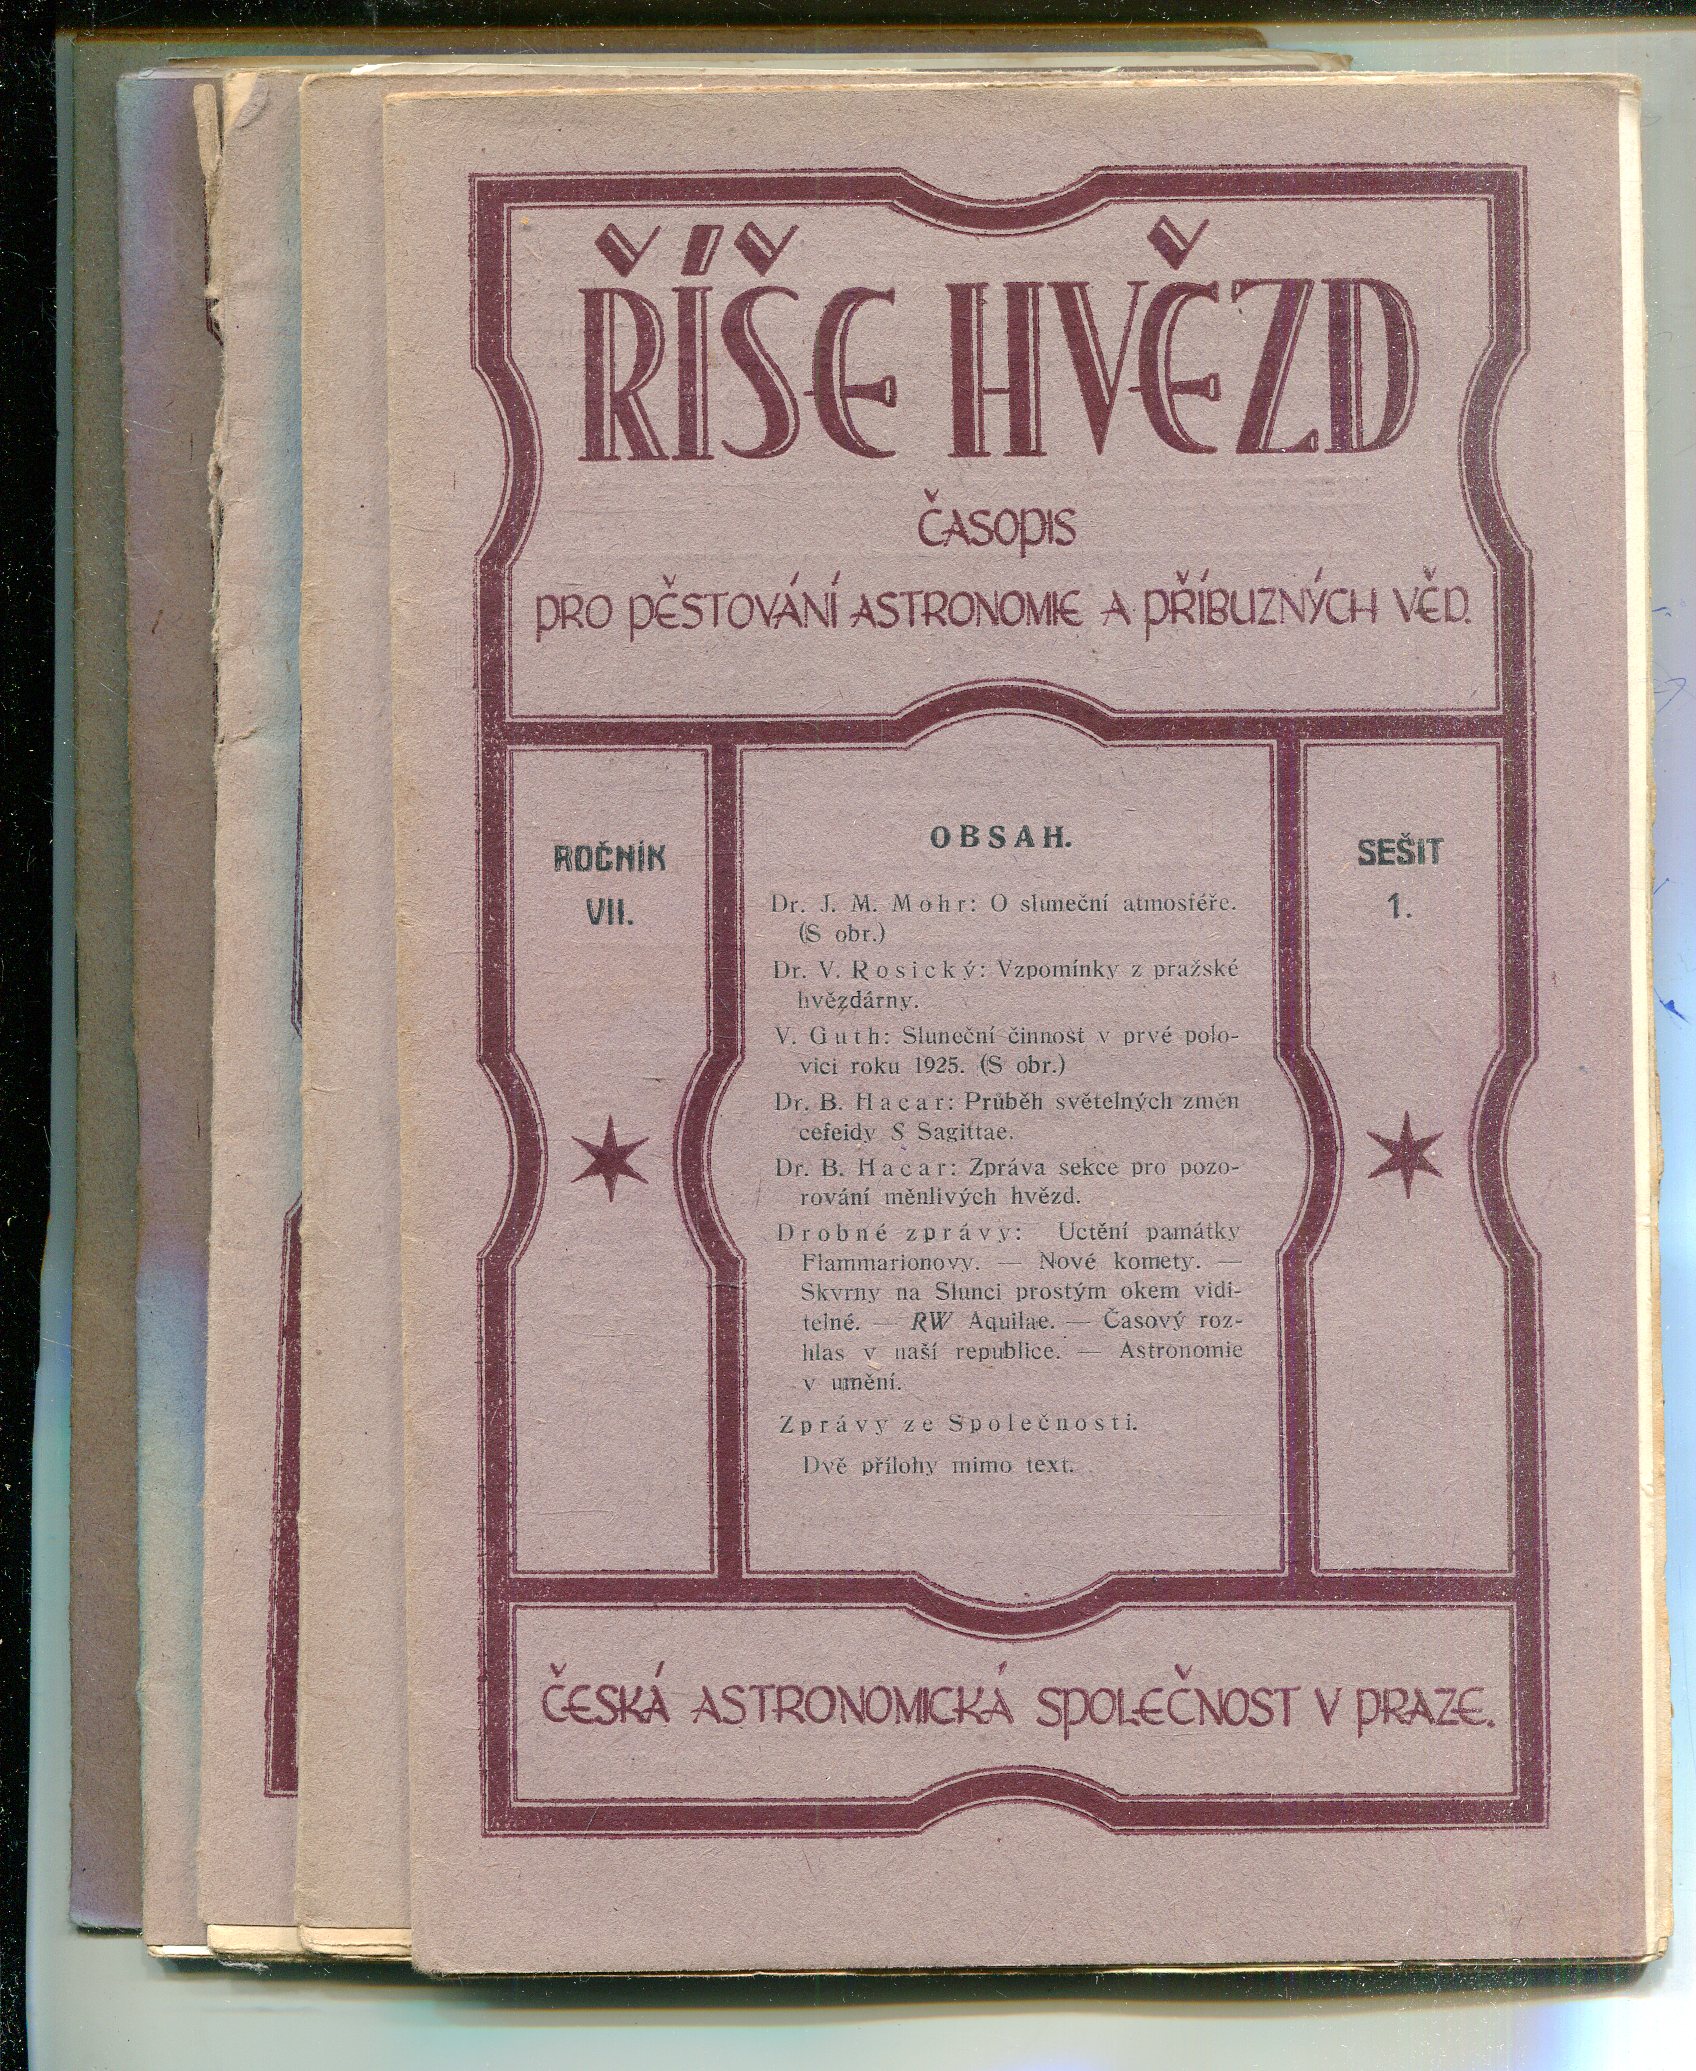 ŘÍŠE HVĚZD
ČASOPIS
PRO PĚSTOVÁNÍ ASTRONOMIE A PŘÍBUZNÝCH VĚD.
ROČNÍK
VII.
OBSAH.
Dr. J. M. Mohr: O sluneční atmosféře.
(S obr.)
Dr. V. Rosický: Vzpomínky z pražské
hvězdárny.
V. Guth: Sluneční činnost v prvé polo-
vici roku 1925. (S obr.)
Dr. B. Hacar: Průběh světelných změn
cefeidy S Sagittae.
Dr. B. Hacar: Zpráva sekce pro pozo-
rování měnlivých hvězd.
Drobné zprávy: Uctění památky
Flammarionovy. — Nové komety. —
Skvrny na Slunci prostým okem vidi-
telné. — RW Aquilae. — Časový roz-
hlas v naší republice. — Astronomie
v umění.
Zprávy ze Společnosti.
Dvě přílohy mimo text.
SEŠIT
1.
ČESKÁ ASTRONOMICKÁ SPOLEČNOST V PRAZE.